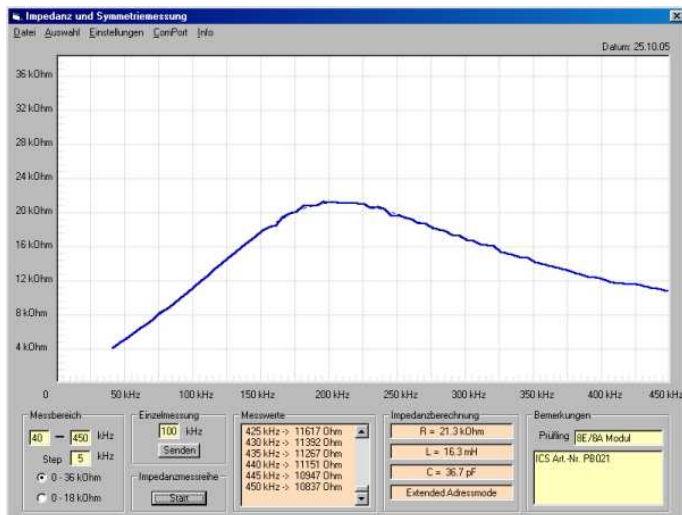 Impedanz und Symmetriemessung
Datei Auswahl Einstellungen ComPort Info
Datum: 25.10.05
36 kOhm
32 kOhm
28 kOhm
24 kOhm
20 kOhm
16 kOhm
12 kOhm
8 kOhm
4 kOhm
0 50 kHz 100 kHz 150 kHz 200 kHz 250 kHz 300 kHz 350 kHz 400 kHz 450 kHz
Messbereich
40 — 450 kHz
Step 5 kHz
0 - 36 kOhm
0 - 18 kOhm
Einzelmessung
100 kHz
Senden
Impedanzmessreihe
Start
Messwerte
425 kHz -> 11617 Ohm
430 kHz -> 11392 Ohm
435 kHz -> 11267 Ohm
440 kHz -> 11151 Ohm
445 kHz -> 10947 Ohm
450 kHz -> 10837 Ohm
Impedanzberechnung
R = 21.3 kOhm
L = 16.3 mH
C = 36.7 pF
Extended Adressmode
Bemerkungen
Prüfling 8E/8A Modul
ICS Art.-Nr. PB021